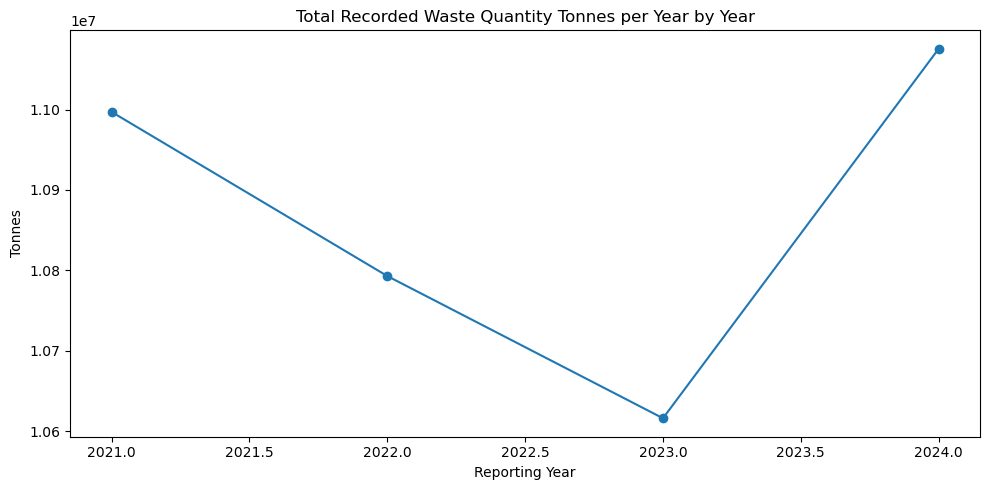 Total Recorded Waste Quantity Tonnes per Year by Year
1e7
1.10
1.09
1.08
1.07
1.06
Tonnes
2021.0 2021.5 2022.0 2022.5 2023.0 2023.5 2024.0
Reporting Year